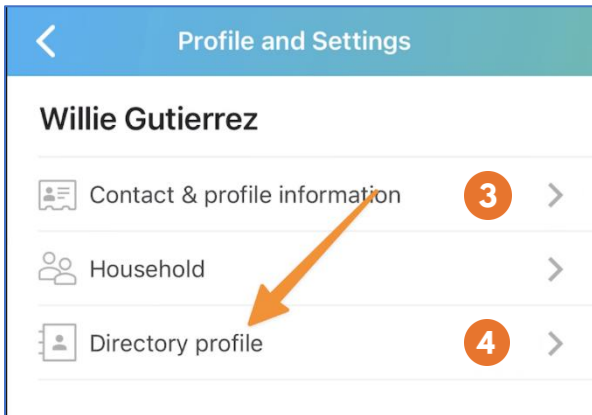 Profile and Settings
Willie Gutierrez
Contact & profile information 3
Household
Directory profile 4